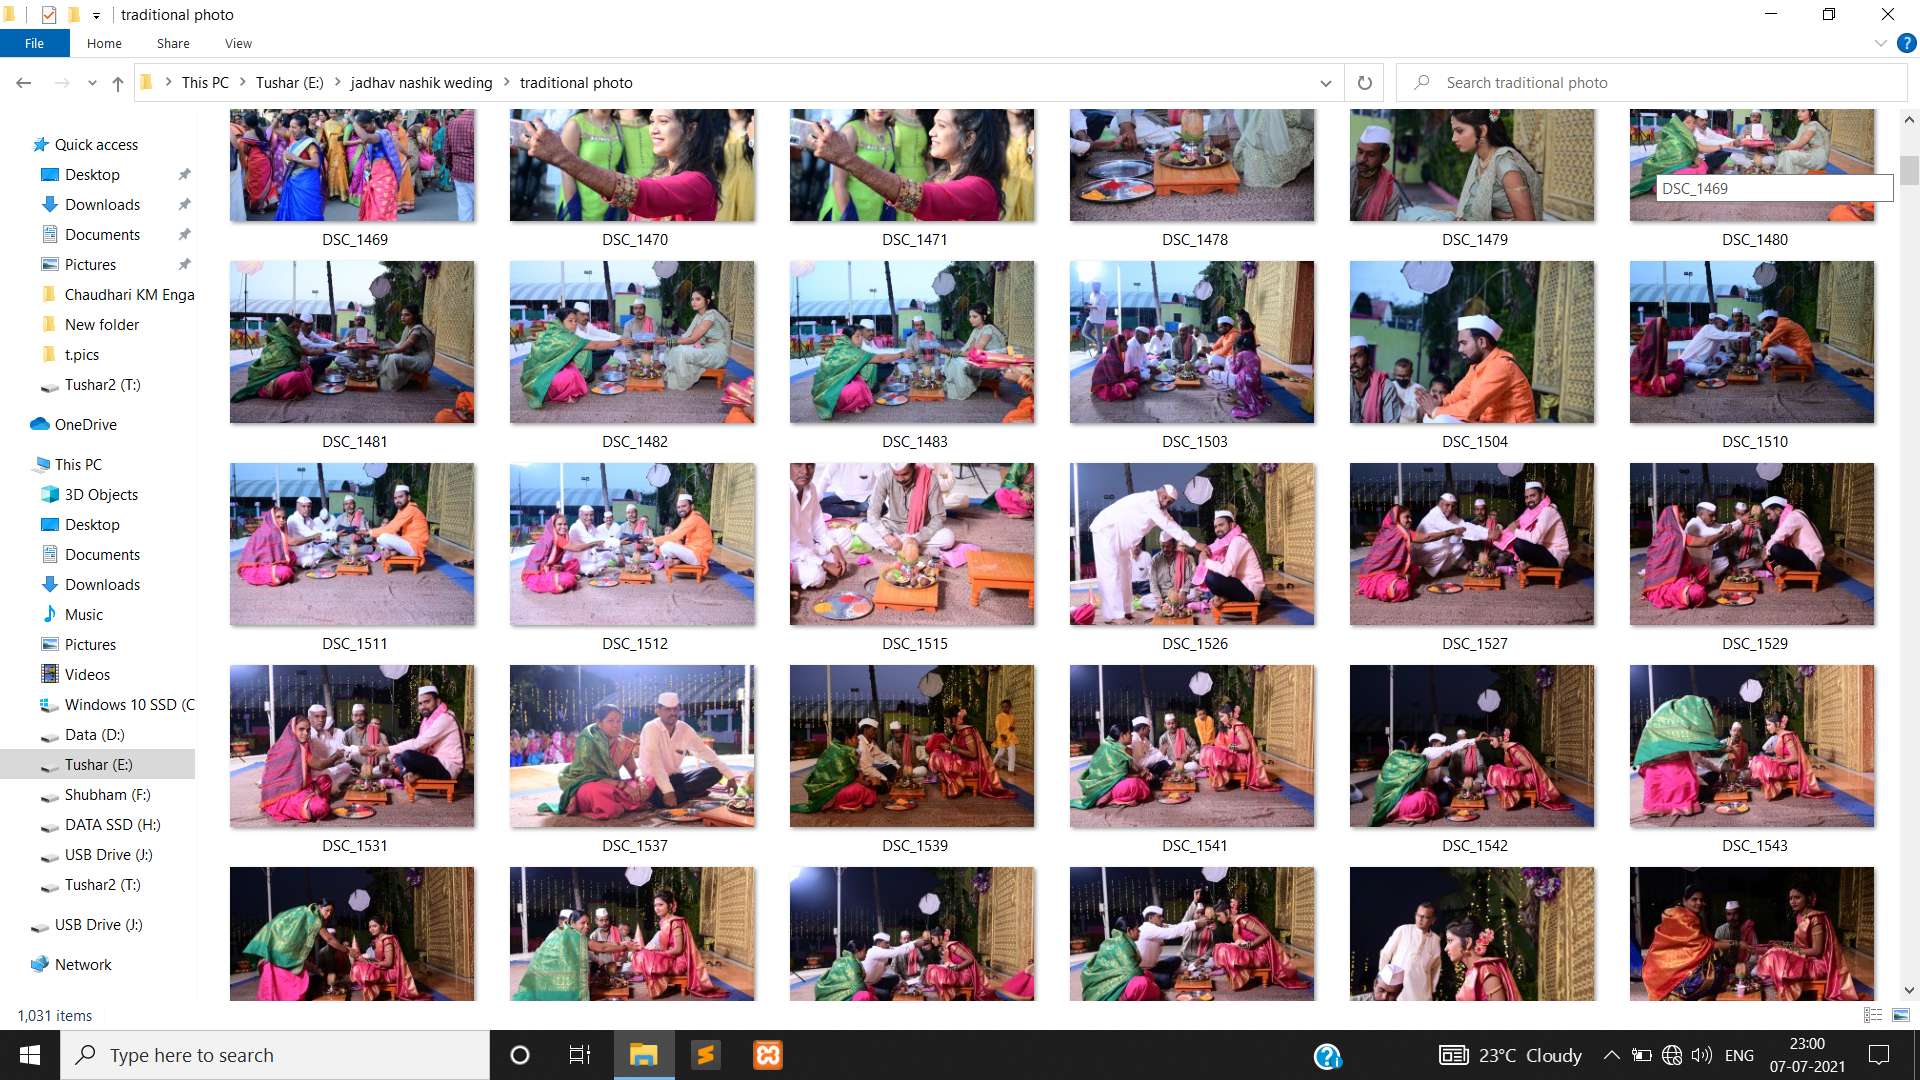 traditional photo
File
Home
Share
View
This PC
Tushar (E:)
jadhav nashik weding
traditional photo
Search traditional photo
Quick access
Desktop
Downloads
Documents
Pictures
Chaudhari KM Enga
New folder
t.pics
Tushar2 (T:)
OneDrive
This PC
3D Objects
Desktop
Documents
Downloads
Music
Pictures
Videos
Windows 10 SSD (C
Data (D:)
Tushar (E:)
Shubham (F:)
DATA SSD (H:)
USB Drive (J:)
Tushar2 (T:)
USB Drive (J:)
Network
DSC_1469
DSC_1469 DSC_1470 DSC_1471 DSC_1478 DSC_1479 DSC_1480
DSC_1481 DSC_1482 DSC_1483 DSC_1503 DSC_1504 DSC_1510
DSC_1511 DSC_1512 DSC_1515 DSC_1526 DSC_1527 DSC_1529
DSC_1531 DSC_1537 DSC_1539 DSC_1541 DSC_1542 DSC_1543
1,031 items
Type here to search
23°C Cloudy
ENG
23:00
07-07-2021